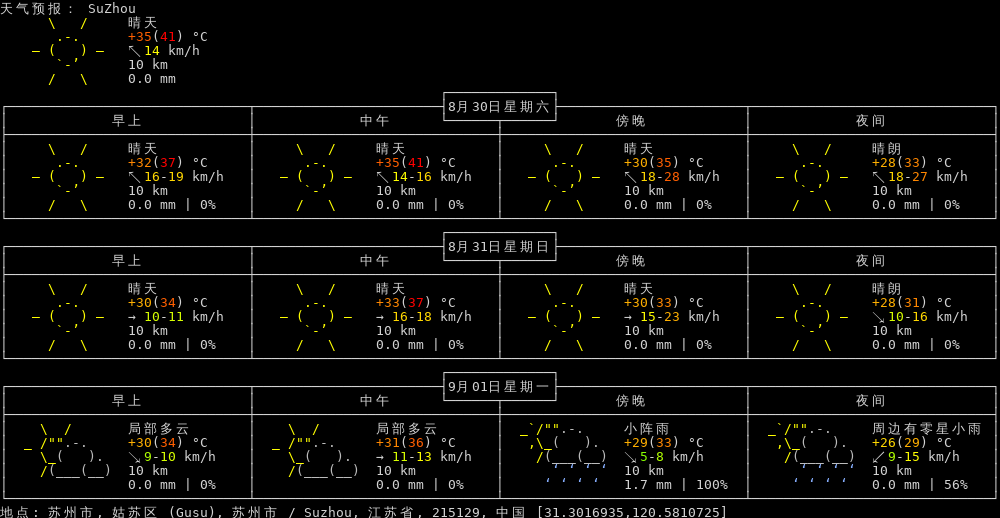 天气预报: SuZhou
晴天
+35(41) °C
↖ 14 km/h
10 km
0.0 mm
8月30日星期六
早上 中午 傍晚 夜间
晴天 晴天 晴天 晴朗
+32(37) °C +35(41) °C +30(35) °C +28(33) °C
↖ 16-19 km/h ↖ 14-16 km/h ↖ 18-28 km/h ↖ 18-27 km/h
10 km 10 km 10 km 10 km
0.0 mm | 0% 0.0 mm | 0% 0.0 mm | 0% 0.0 mm | 0%
8月31日星期日
早上 中午 傍晚 夜间
晴天 晴天 晴天 晴朗
+30(34) °C +33(37) °C +30(33) °C +28(31) °C
→ 10-11 km/h → 16-18 km/h → 15-23 km/h ↘ 10-16 km/h
10 km 10 km 10 km 10 km
0.0 mm | 0% 0.0 mm | 0% 0.0 mm | 0% 0.0 mm | 0%
9月01日星期一
早上 中午 傍晚 夜间
局部多云 局部多云 小阵雨 周边有零星小雨
+30(34) °C +31(36) °C +29(33) °C +26(29) °C
↘ 9-10 km/h → 11-13 km/h ↘ 5-8 km/h ↙ 9-15 km/h
10 km 10 km 10 km 10 km
0.0 mm | 0% 0.0 mm | 0% 1.7 mm | 100% 0.0 mm | 56%
地点: 苏州市, 姑苏区 (Gusu), 苏州市 / Suzhou, 江苏省, 215129, 中国 [31.3016935,120.5810725]